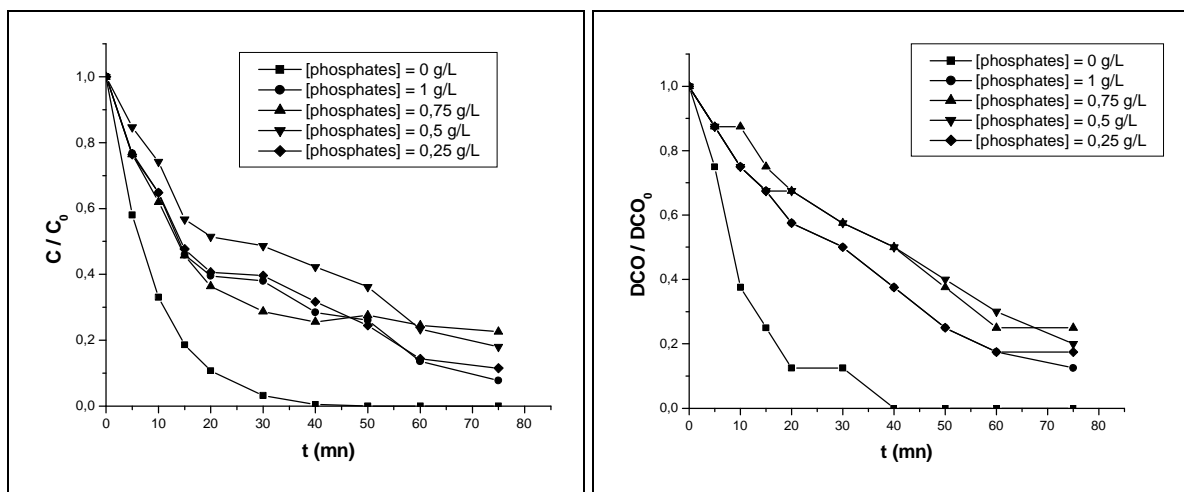 [phosphates] = 0 g/L
[phosphates] = 1 g/L
[phosphates] = 0,75 g/L
[phosphates] = 0,5 g/L
[phosphates] = 0,25 g/L
1,0
0,8
0,6
0,4
0,2
0,0
C / C0
0 10 20 30 40 50 60 70 80
t (mn)
[phosphates] = 0 g/L
[phosphates] = 1 g/L
[phosphates] = 0,75 g/L
[phosphates] = 0,5 g/L
[phosphates] = 0,25 g/L
1,0
0,8
0,6
0,4
0,2
0,0
DCO / DCO0
0 10 20 30 40 50 60 70 80
t (mn)